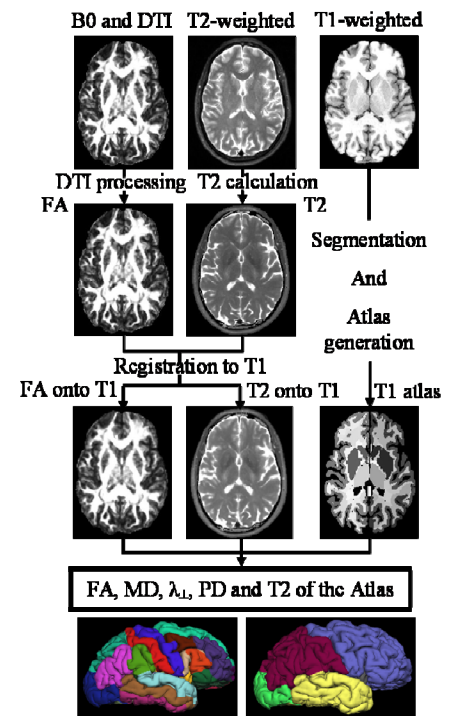 B0 and DTI T2-weighted T1-weighted
DTI processing T2 calculation
FA T2
Segmentation
And
Atlas
generation
Registration to T1
FA onto T1 T2 onto T1 T1 atlas
FA, MD, λ⊥, PD and T2 of the Atlas